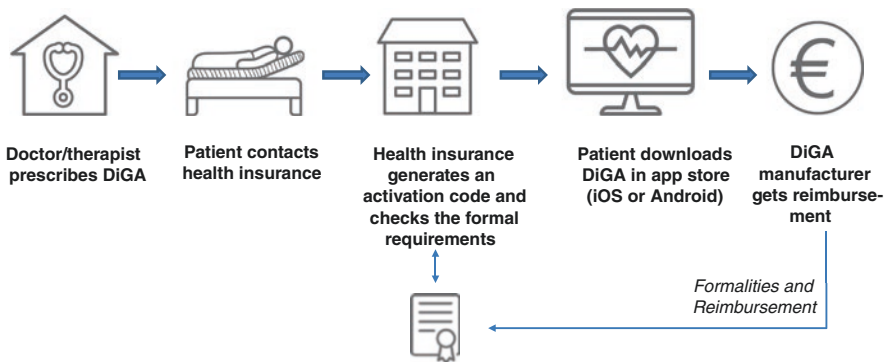 €
Doctor/therapist
prescribes DiGA
Patient contacts
health insurance
Health insurance
generates an
activation code and
checks the formal
requirements
Patient downloads
DiGA in app store
(iOS or Android)
DiGA
manufacturer
gets reimburse-
ment
Formalities and
Reimbursement